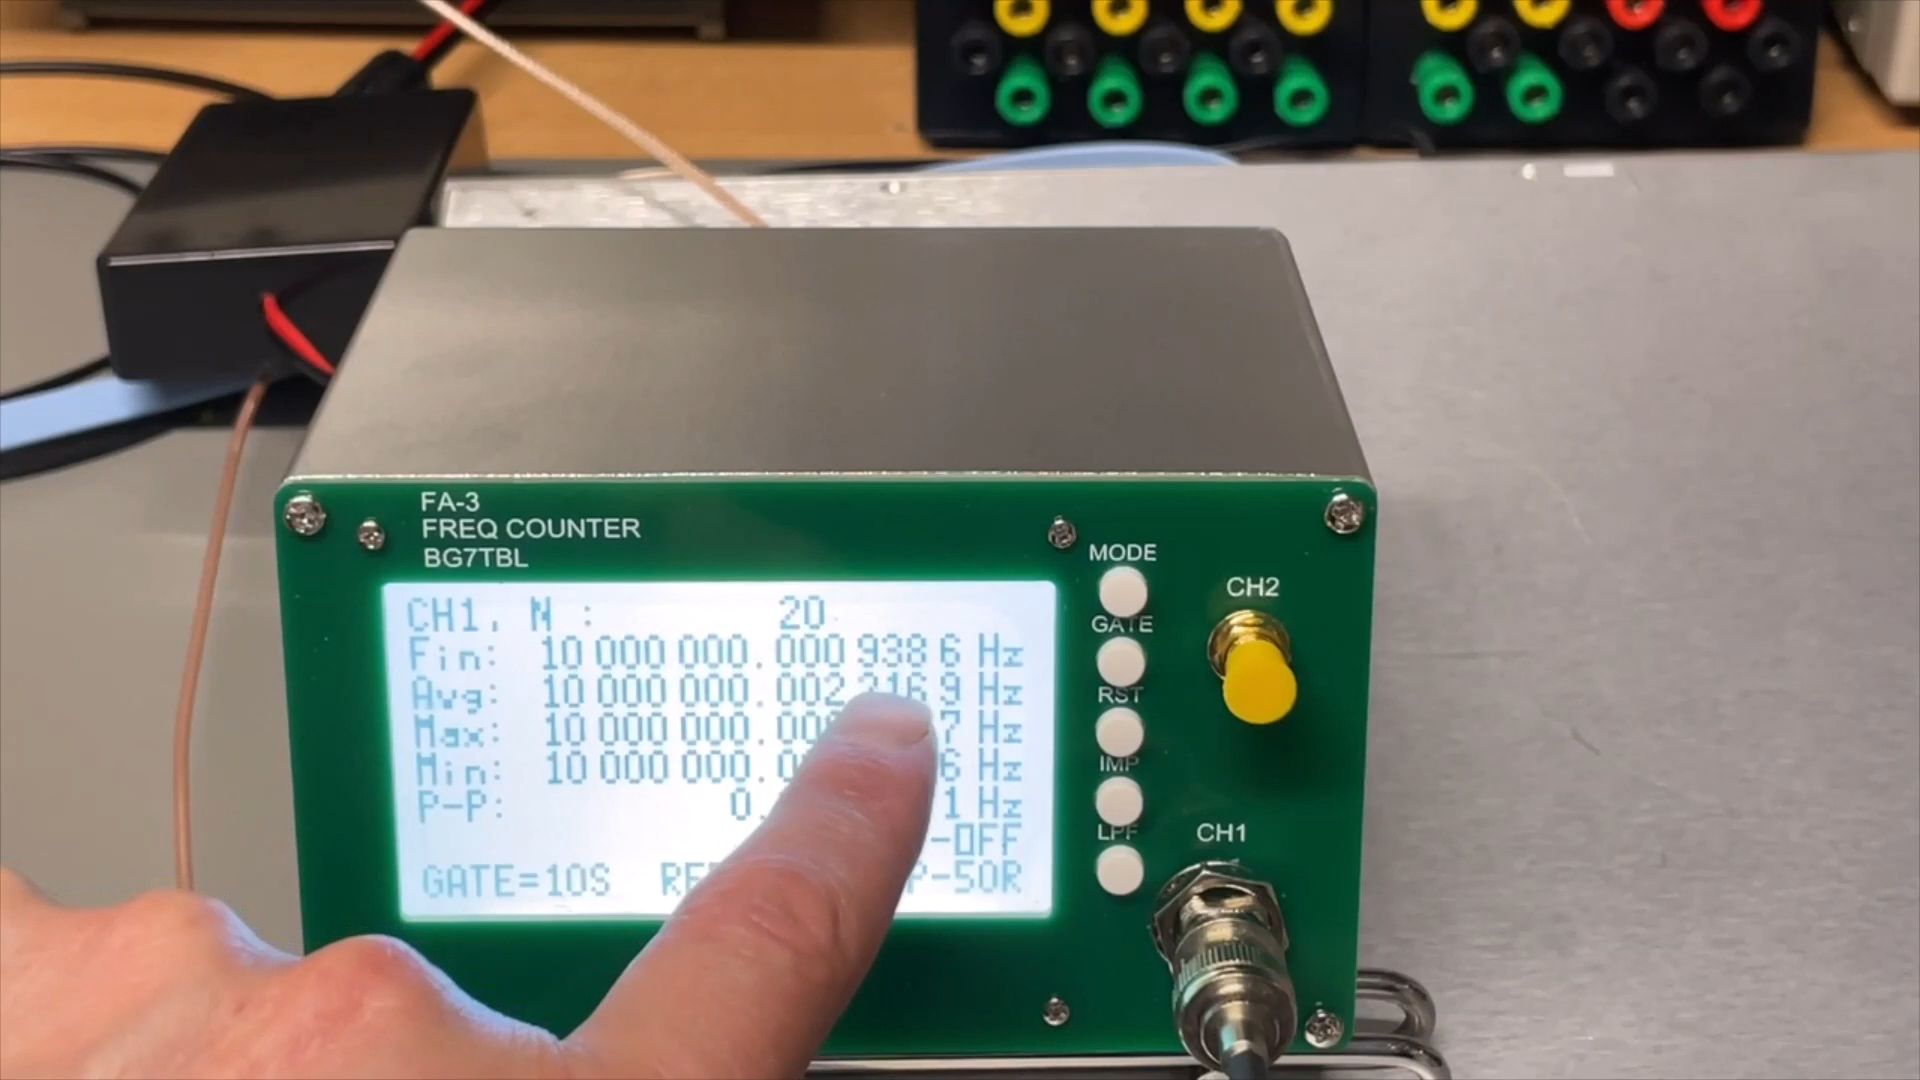 FA-3
FREQ COUNTER
BG7TBL
CH1. N : 20
Fin: 10 000 000.000 938 6 Hz
Avg: 10 000 000.002 316 9 Hz
Max: 10 000 000.00 7 Hz
Min: 10 000 000.0 6 Hz
P-P: 0. 1 Hz
-OFF
GATE=10S RE P-50R
MODE
GATE
RST
IMP
LPF
CH2
CH1